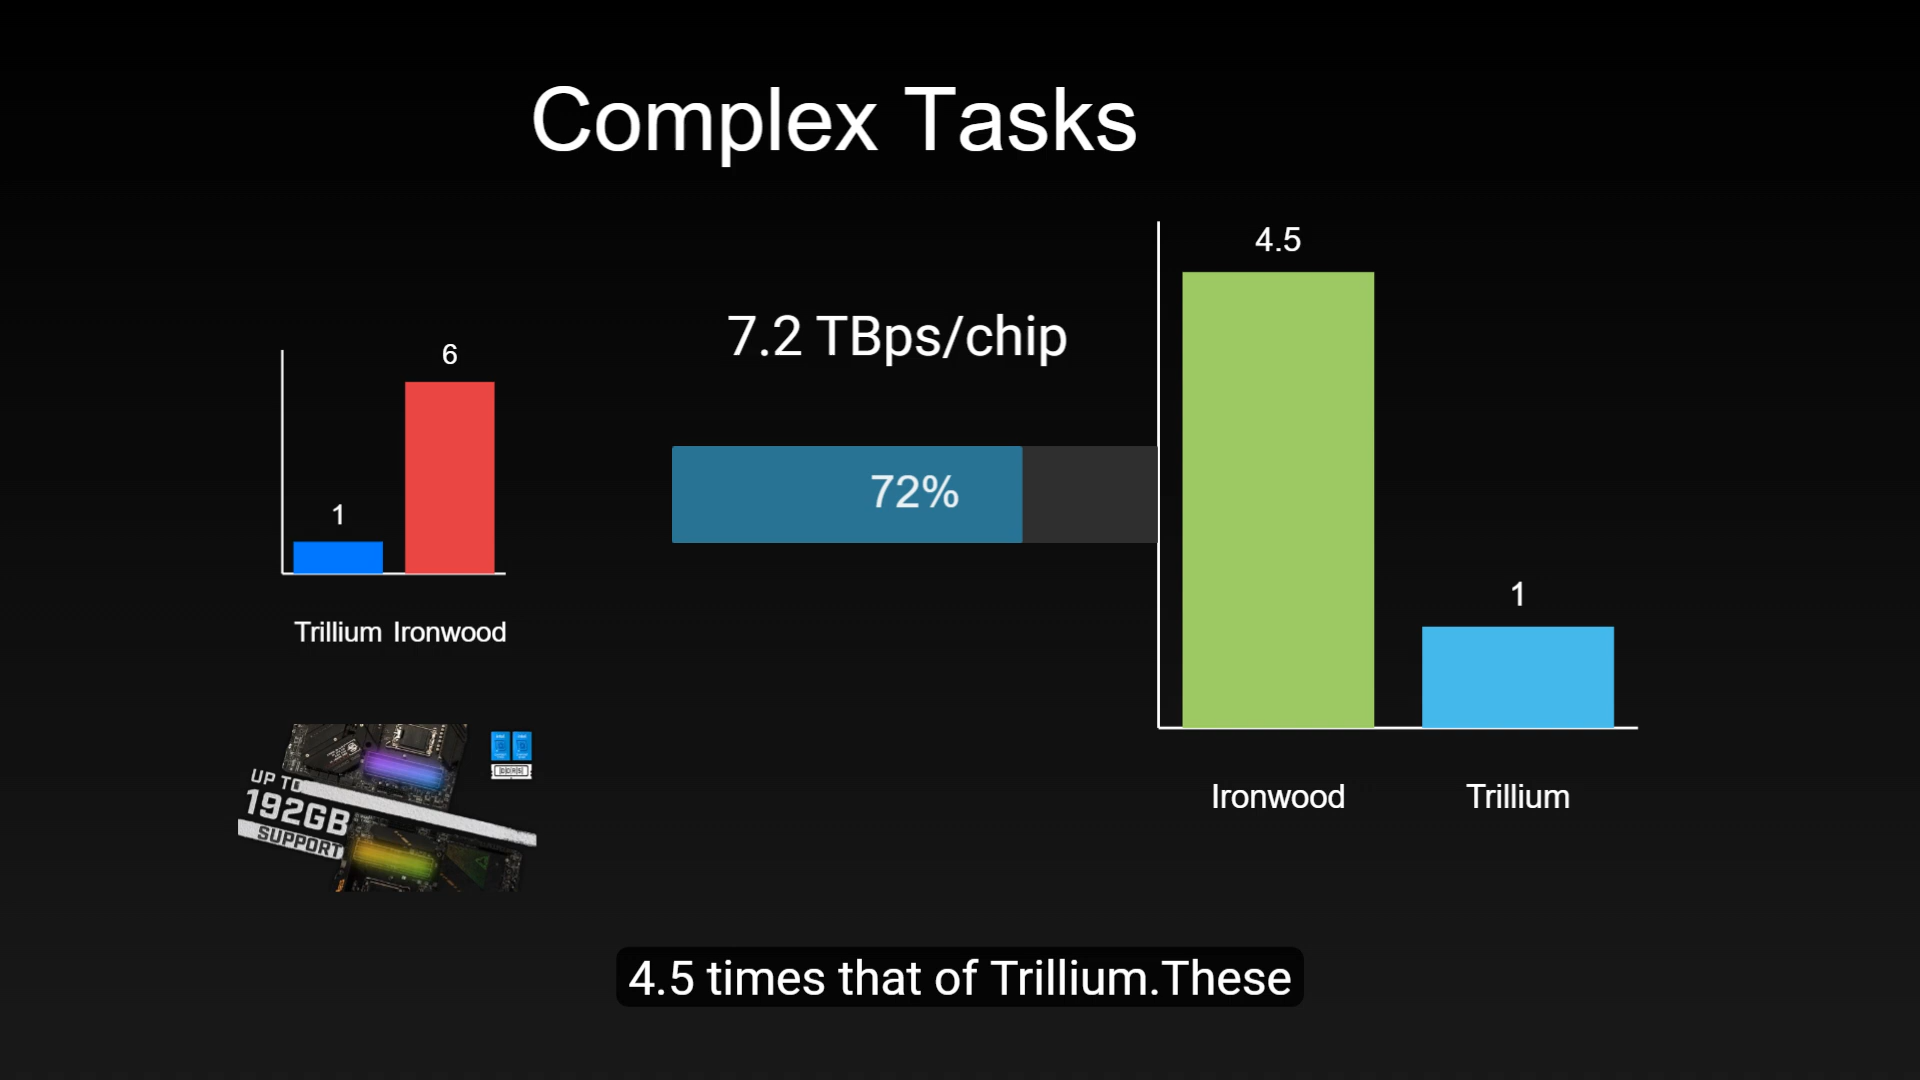 Complex Tasks
6
1
Trillium Ironwood
7.2 TBps/chip
72%
4.5
1
Ironwood
Trillium
UP TO
192GB
SUPPORT
DDR5
4.5 times that of Trillium.These